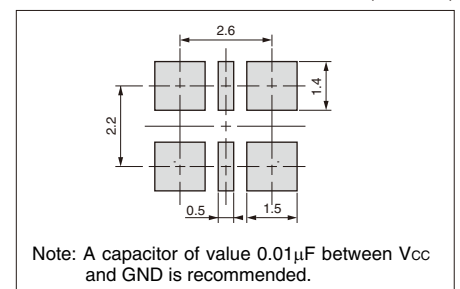 2.6
1.4
2.2
0.5
1.5
Note: A capacitor of value 0.01µF between Vcc
and GND is recommended.